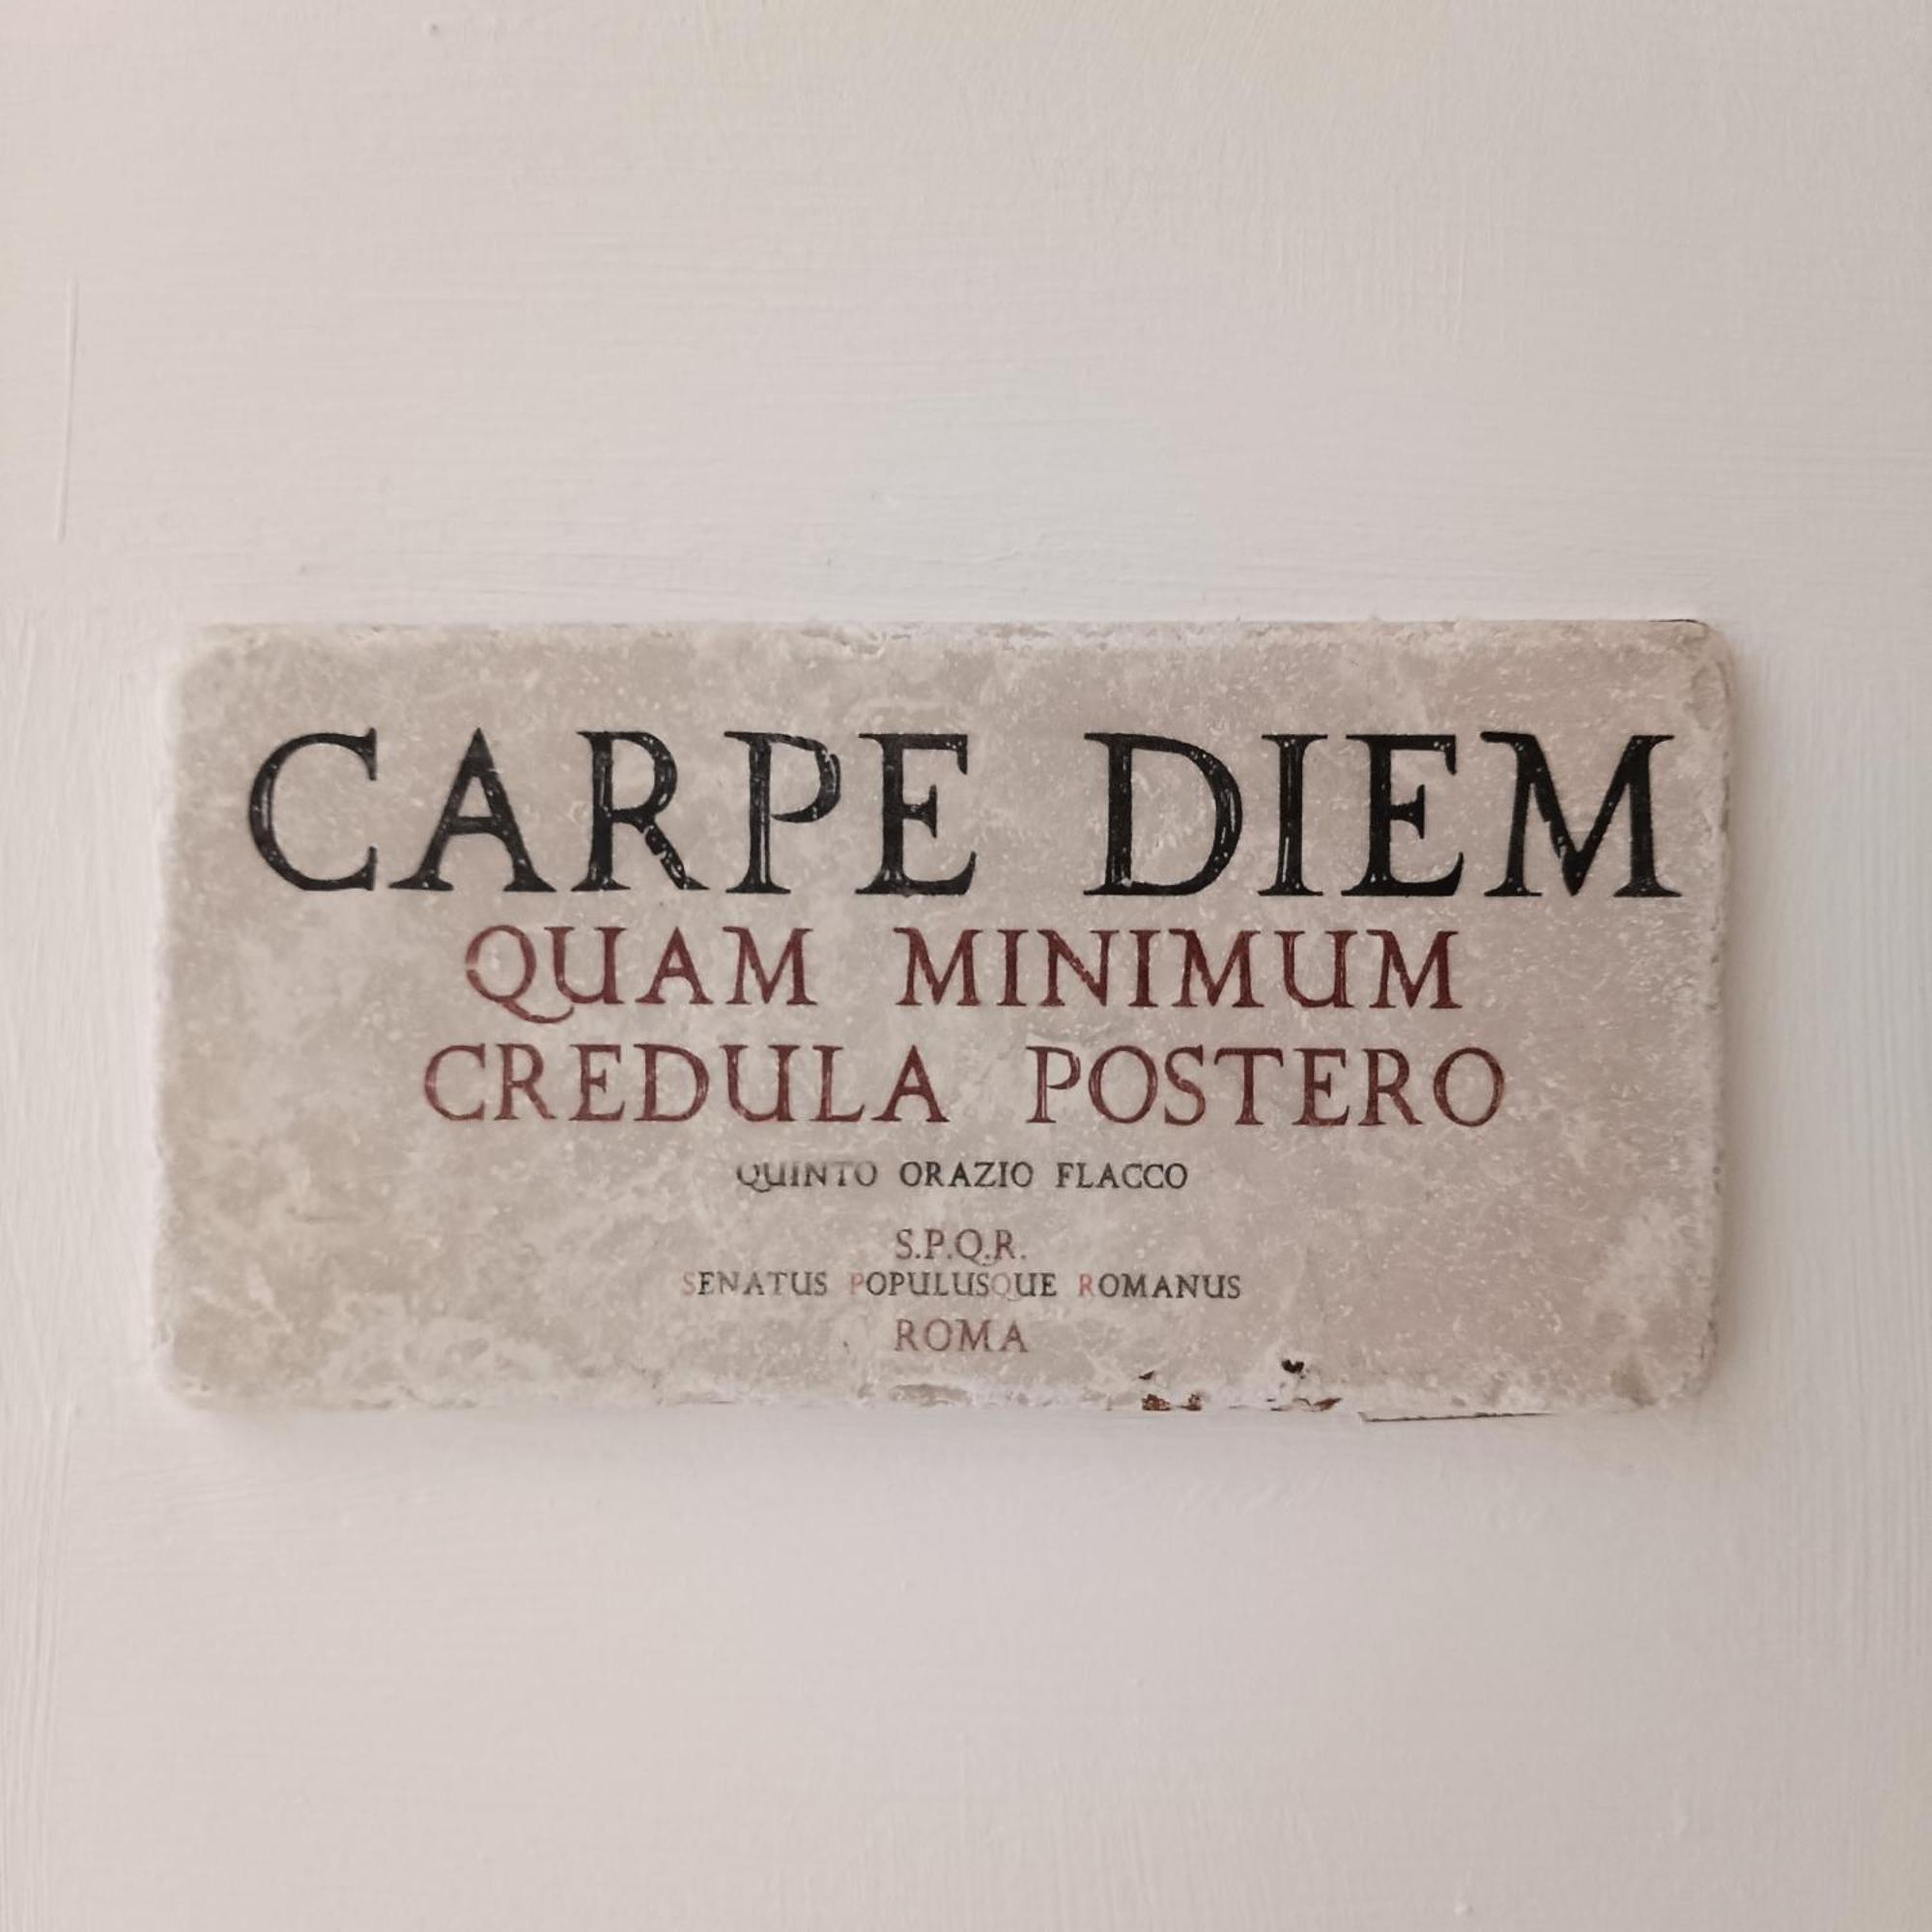 CARPE DIEM
QUAM MINIMUM
CREDULA POSTERO
QUINTO ORAZIO FLACCO
S.P.Q.R.
SENATUS POPULUSQUE ROMANUS
ROMA